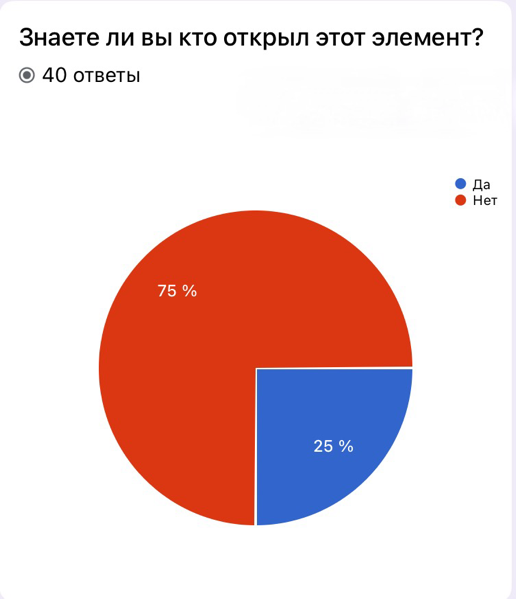 Знаете ли вы кто открыл этот элемент?
40 ответы
Да
Нет
75 %
25 %